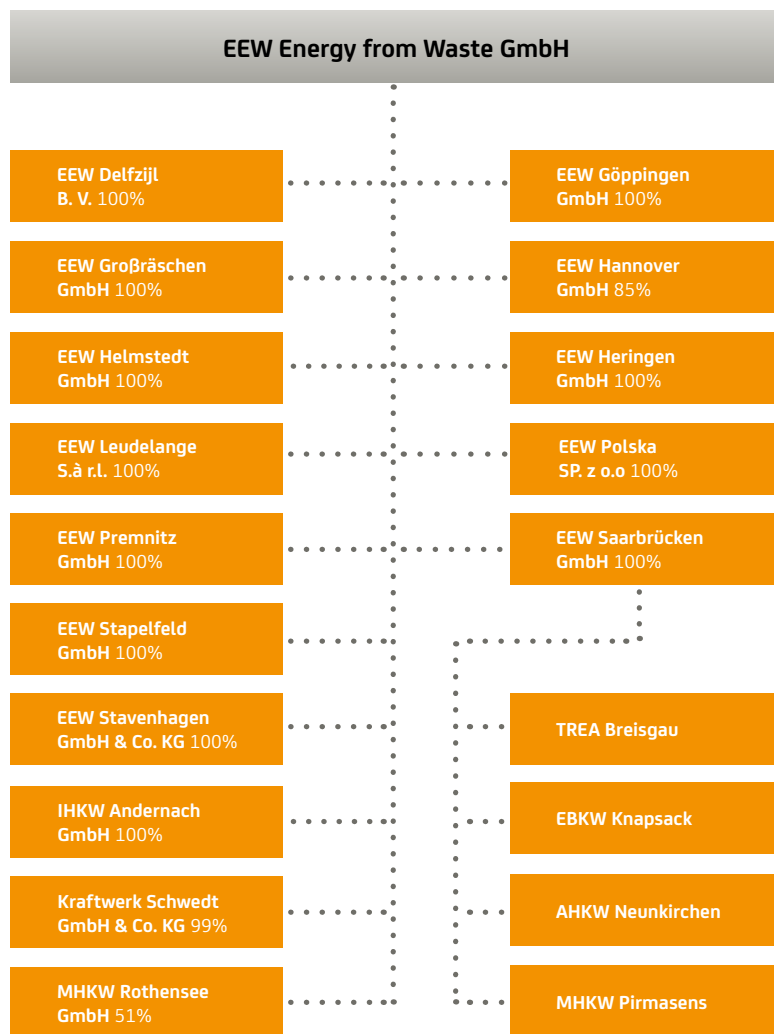 EEW Energy from Waste GmbH
EEW Delfzijl
B. V. 100%
EEW Göppingen
GmbH 100%
EEW Großräschen
GmbH 100%
EEW Hannover
GmbH 85%
EEW Helmstedt
GmbH 100%
EEW Heringen
GmbH 100%
EEW Leudelange
S.à r.l. 100%
EEW Polska
SP. z o.o 100%
EEW Premnitz
GmbH 100%
EEW Saarbrücken
GmbH 100%
EEW Stapelfeld
GmbH 100%
EEW Stavenhagen
GmbH & Co. KG 100%
TREA Breisgau
IHKW Andernach
GmbH 100%
EBKW Knapsack
Kraftwerk Schwedt
GmbH & Co. KG 99%
AHKW Neunkirchen
MHKW Rothensee
GmbH 51%
MHKW Pirmasens